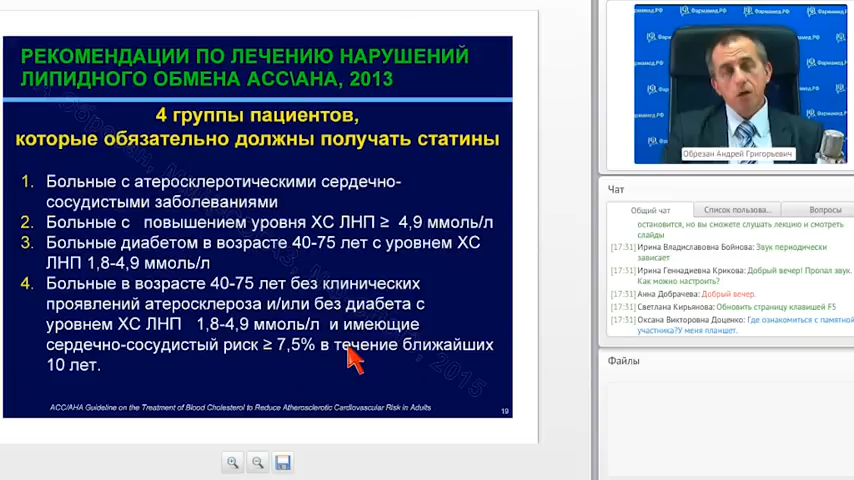 РЕКОМЕНДАЦИИ ПО ЛЕЧЕНИЮ НАРУШЕНИЙ
ЛИПИДНОГО ОБМЕНА ACC\AHA, 2013
4 группы пациентов,
которые обязательно должны получать статины
1. Больные с атеросклеротическими сердечно-
сосудистыми заболеваниями
2. Больные с повышением уровня ХС ЛНП ≥ 4,9 ммоль/л
3. Больные диабетом в возрасте 40-75 лет с уровнем ХС
ЛНП 1,8-4,9 ммоль/л
4. Больные в возрасте 40-75 лет без клинических
проявлений атеросклероза и/или без диабета с
уровнем ХС ЛНП 1,8-4,9 ммоль/л и имеющие
сердечно-сосудистый риск ≥ 7,5% в течение ближайших
10 лет.
ACC/AHA Guideline on the Treatment of Blood Cholesterol to Reduce Atherosclerotic Cardiovascular Risk in Adults
19
Фармамед.РФ
Обрезан Андрей Григорьевич
Чат
Общий чат
Список пользова...
Вопросы
остановится, но вы сможете слушать лекцию и смотреть
слайды
[17:31] Ирина Владиславовна Бойнова: Звук периодически
зависает
[17:31] Ирина Геннадиевна Крикова: Добрый вечер! Пропал звук.
Как можно настроить?
[17:31] Анна Добрачева: Добрый вечер.
[17:31] Светлана Кирьянова: Обновить страницу клавишей F5
[17:31] Оксана Викторовна Доценко: Где ознакомиться с памятной
участника?У меня планшет.
Файлы